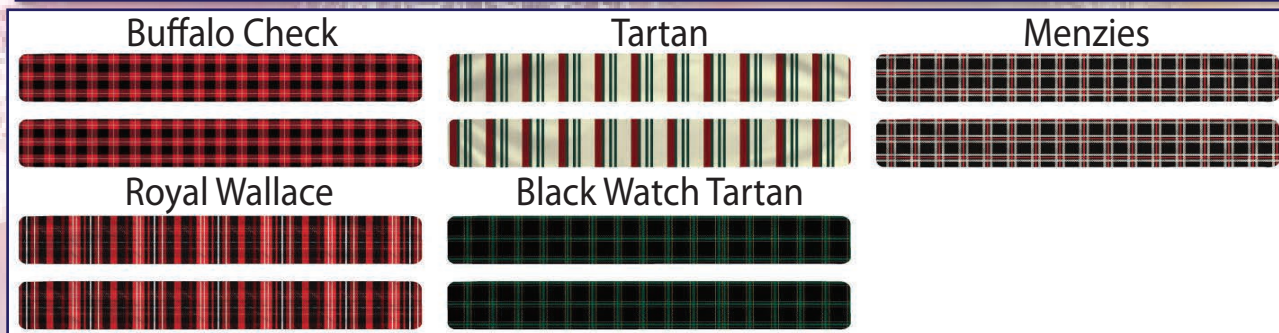 Buffalo Check
Tartan
Menzies
Royal Wallace
Black Watch Tartan